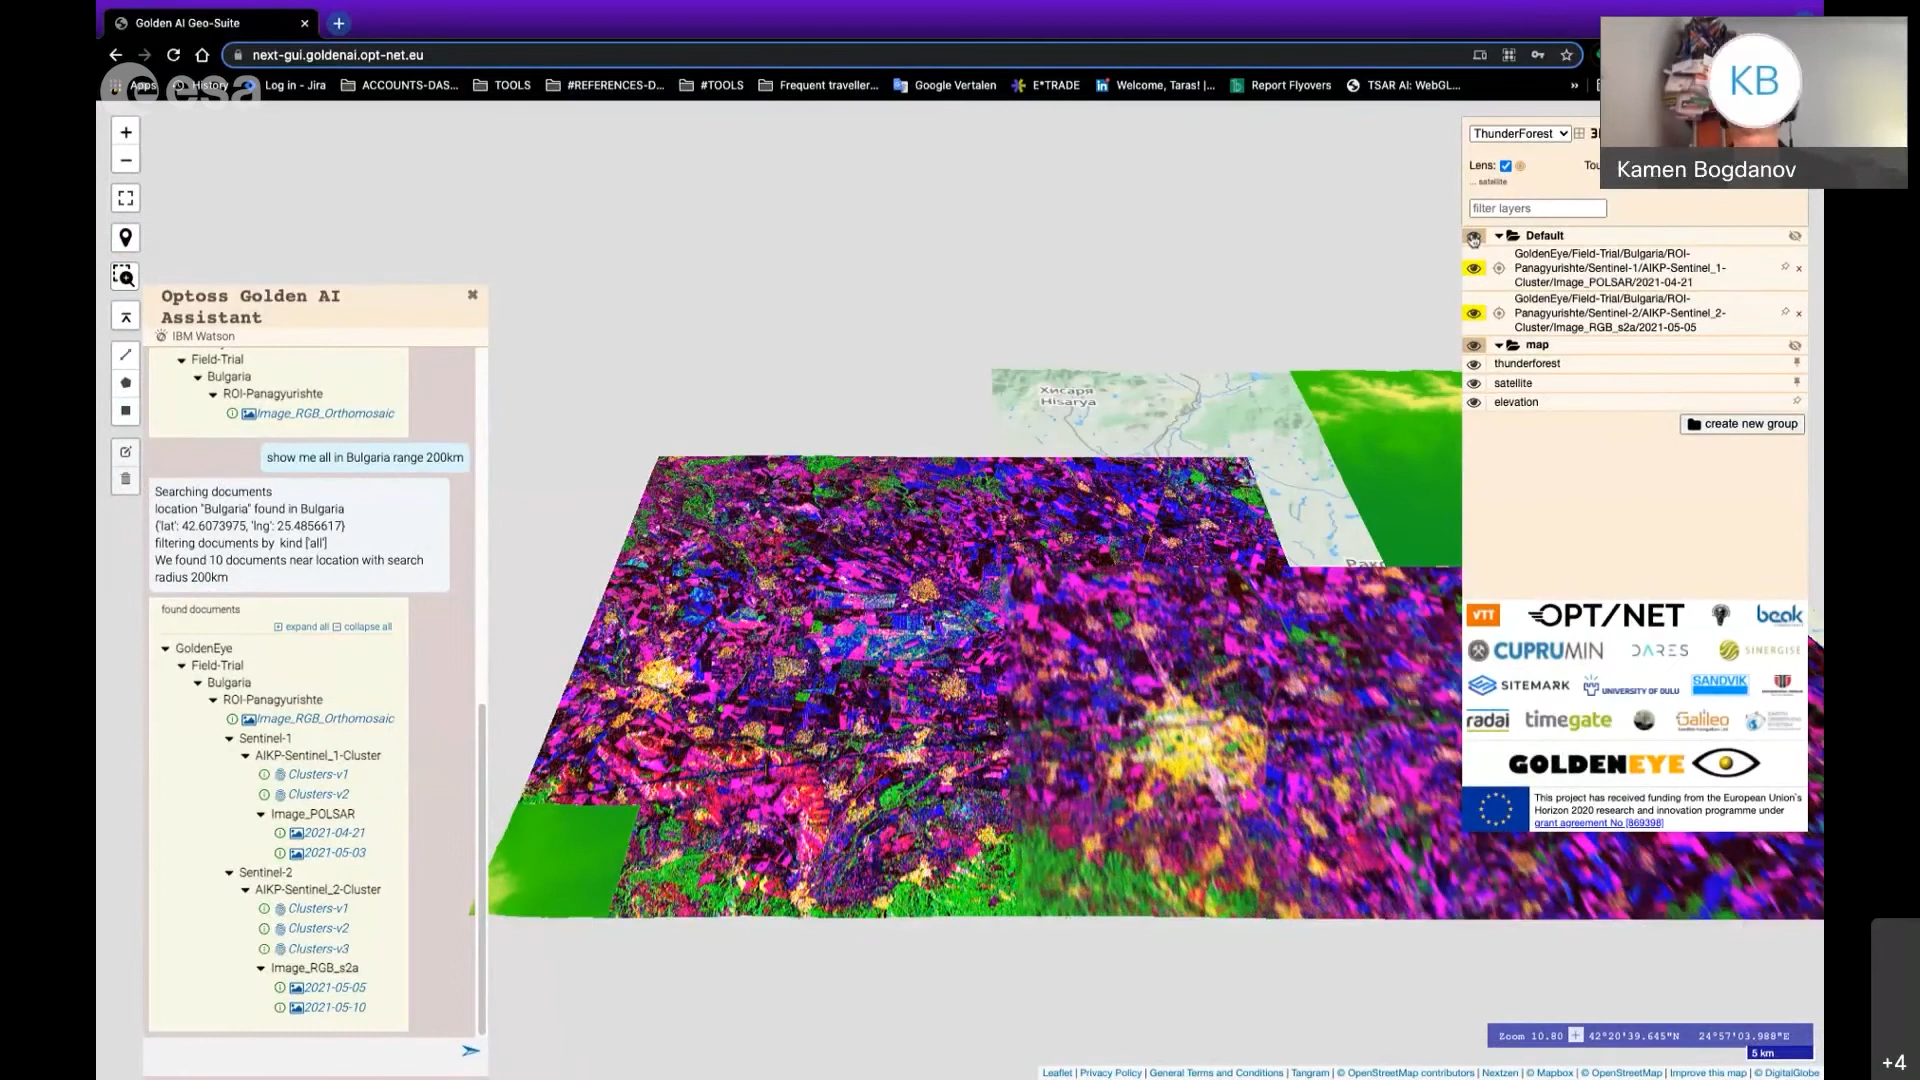 Golden AI Geo-Suite
next-gui.goldenai.opt-net.eu
Apps
History
Log in - Jira
ACCOUNTS-DAS...
TOOLS
#REFERENCES-D...
#TOOLS
Frequent traveller...
Google Vertalen
E*TRADE
Welcome, Taras! |...
Report Flyovers
TSAR AI: WebGL...
»
esa
KB
Kamen Bogdanov
ThunderForest
Lens:
... satellite
filter layers
Default
GoldenEye/Field-Trial/Bulgaria/ROI-
Panagyurishte/Sentinel-1/AIKP-Sentinel_1-
Cluster/Image_POLSAR/2021-04-21
GoldenEye/Field-Trial/Bulgaria/ROI-
Panagyurishte/Sentinel-2/AIKP-Sentinel_2-
Cluster/Image_RGB_s2a/2021-05-05
map
thunderforest
satellite
elevation
create new group
Optoss Golden AI
Assistant
IBM Watson
Field-Trial
Bulgaria
ROI-Panagyurishte
Image_RGB_Orthomosaic
show me all in Bulgaria range 200km
Searching documents
location "Bulgaria" found in Bulgaria
{'lat': 42.6073975, 'lng': 25.4856617}
filtering documents by kind ['all']
We found 10 documents near location with search
radius 200km
found documents
expand all collapse all
GoldenEye
Field-Trial
Bulgaria
ROI-Panagyurishte
Image_RGB_Orthomosaic
Sentinel-1
AIKP-Sentinel_1-Cluster
Clusters-v1
Clusters-v2
Image_POLSAR
2021-04-21
2021-05-03
Sentinel-2
AIKP-Sentinel_2-Cluster
Clusters-v1
Clusters-v2
Clusters-v3
Image_RGB_s2a
2021-05-05
2021-05-10
Хисаря
Hisarya
VTT
OPT/NET
beak
CUPRUMIN
DARES
SINERGISE
SITEMARK
UNIVERSITY OF OULU
SANDVIK
radai
timegate
Galileo
GOLDENEYE
This project has received funding from the European Union's
Horizon 2020 research and innovation programme under
grant agreement No [869398]
Zoom 10.80 42°20'39.645"N 24°57'03.988"E
5 km
Leaflet | Privacy Policy | General Terms and Conditions | Tangram | © OpenStreetMap contributors | Nextzen | © Mapbox | © OpenStreetMap | Improve this map | © DigitalGlobe
+4